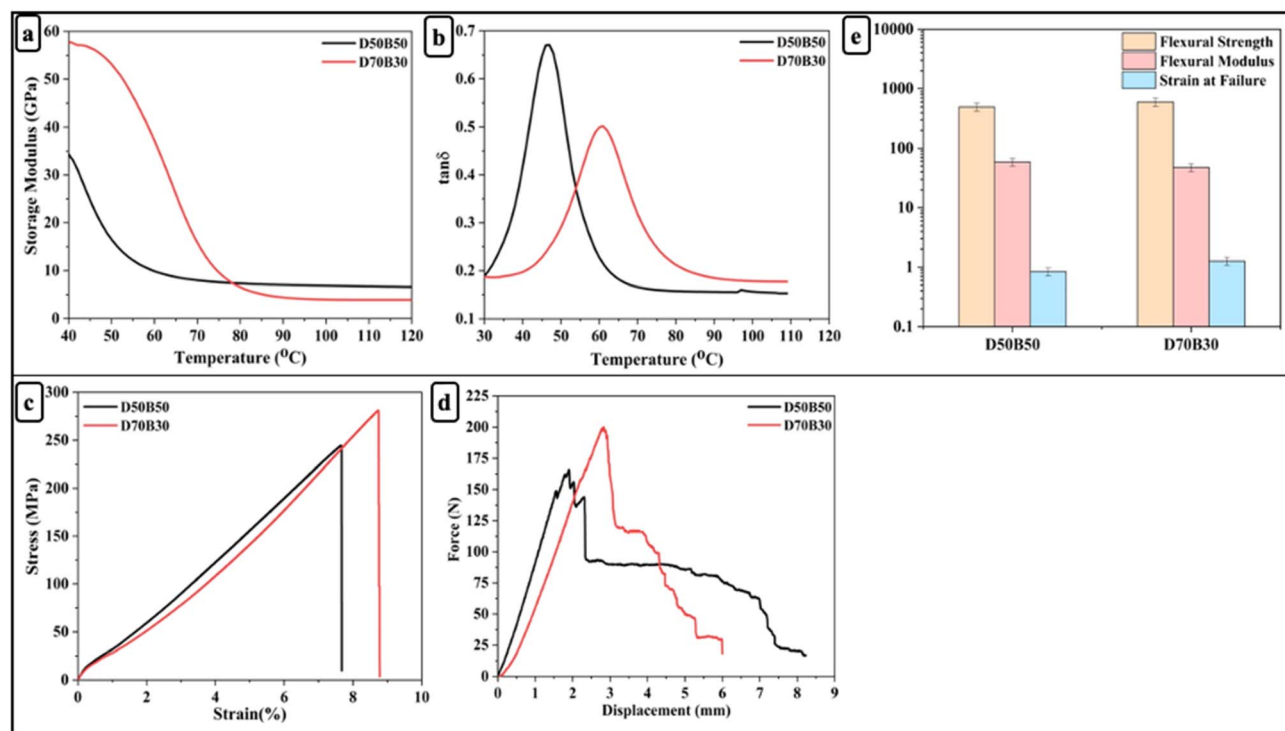 a
D50B50
D70B30
Storage Modulus (GPa)
60
50
40
30
20
10
0
40 50 60 70 80 90 100 110 120
Temperature (⁰C)
b
D50B50
D70B30
tanδ
0.7
0.6
0.5
0.4
0.3
0.2
0.1
30 40 50 60 70 80 90 100 110 120
Temperature (⁰C)
e
Flexural Strength
Flexural Modulus
Strain at Failure
10000
1000
100
10
1
0.1
D50B50 D70B30
c
D50B50
D70B30
Stress (MPa)
300
250
200
150
100
50
0
0 2 4 6 8 10
Strain(%)
d
D50B50
D70B30
Force (N)
225
200
175
150
125
100
75
50
25
0
0 1 2 3 4 5 6 7 8 9
Displacement (mm)